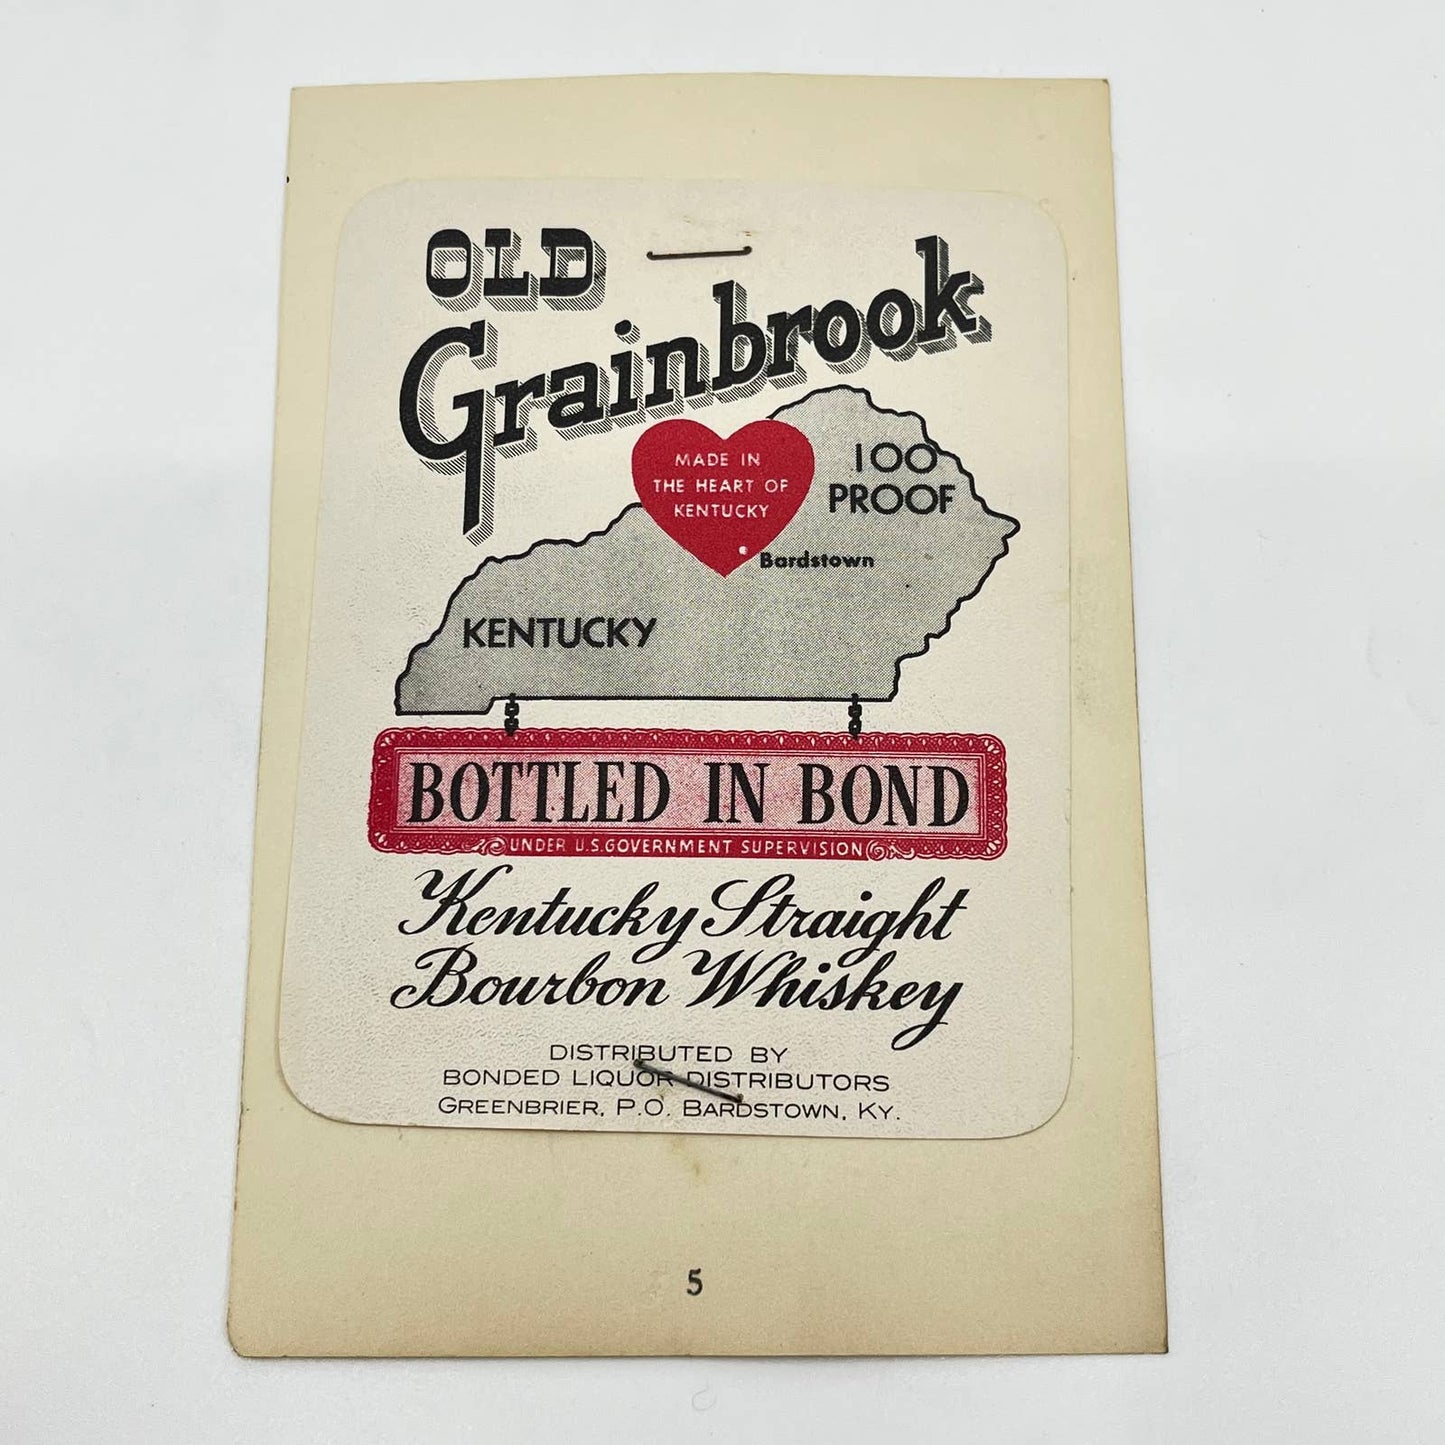 OLD
Grainbrook
MADE IN
THE HEART OF
KENTUCKY
100
PROOF
Bardstown
KENTUCKY
BOTTLED IN BOND
UNDER U.S. GOVERNMENT SUPERVISION
Kentucky Straight
Bourbon Whiskey
DISTRIBUTED BY
BONDED LIQUOR DISTRIBUTORS
GREENBRIER, P.O. BARDSTOWN, KY.
5